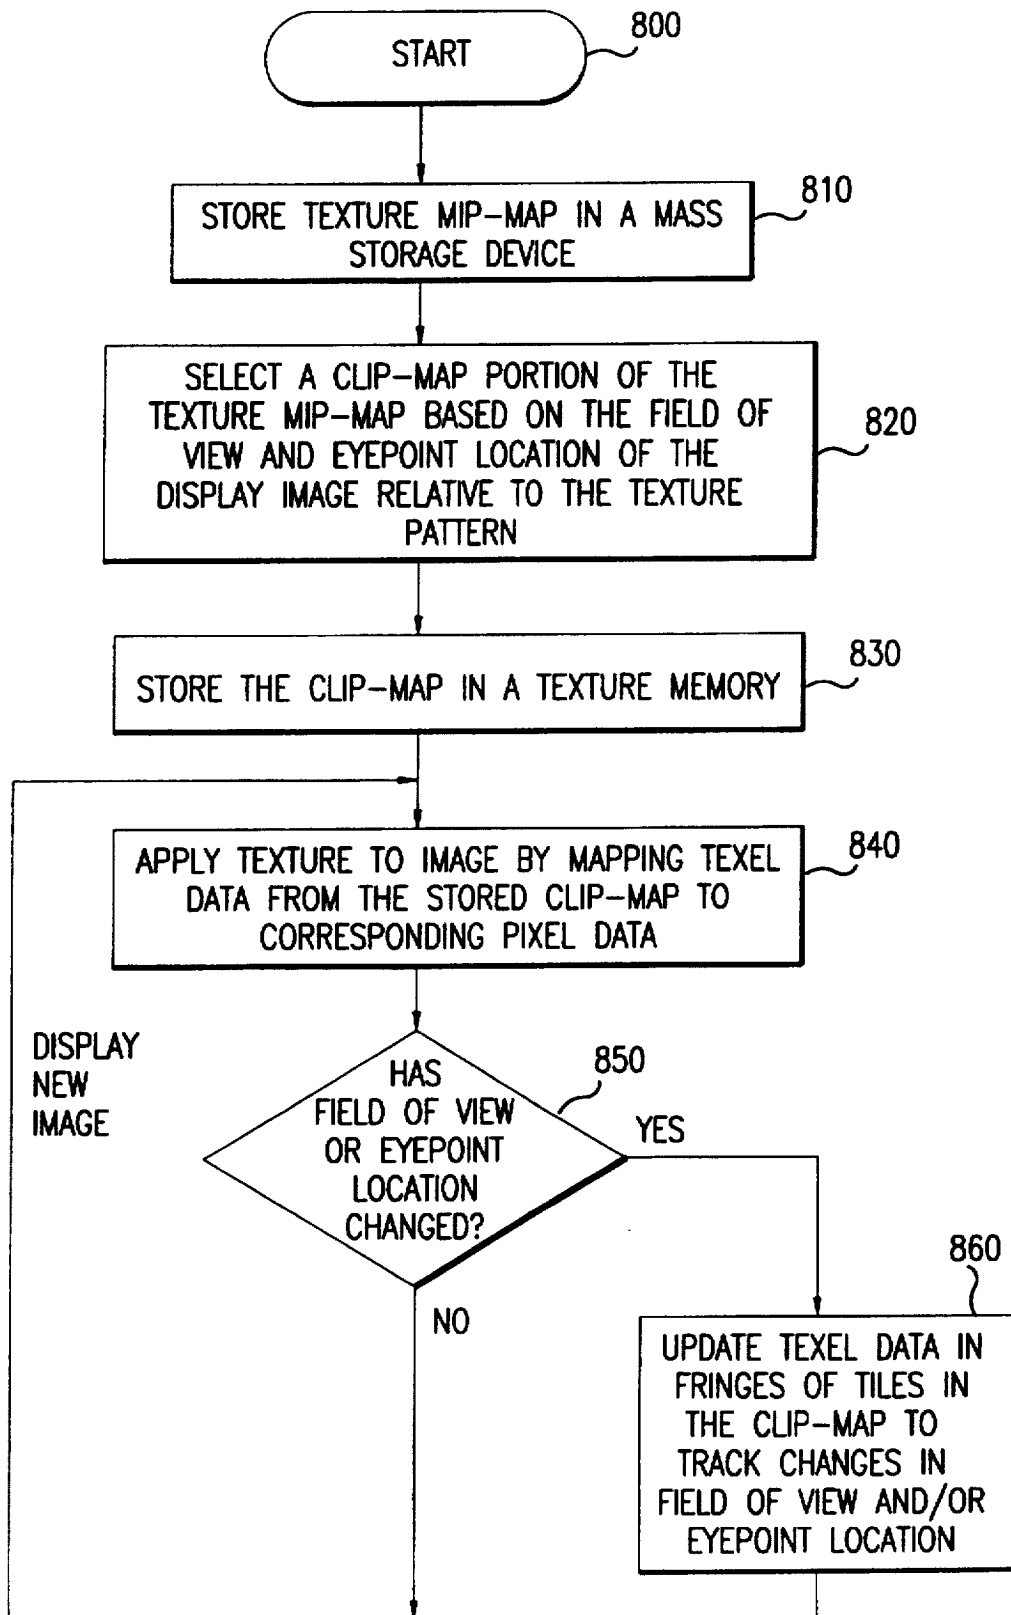 START
800
STORE TEXTURE MIP-MAP IN A MASS
STORAGE DEVICE
810
SELECT A CLIP-MAP PORTION OF THE
TEXTURE MIP-MAP BASED ON THE FIELD OF
VIEW AND EYEPOINT LOCATION OF THE
DISPLAY IMAGE RELATIVE TO THE TEXTURE
PATTERN
820
STORE THE CLIP-MAP IN A TEXTURE MEMORY
830
APPLY TEXTURE TO IMAGE BY MAPPING TEXEL
DATA FROM THE STORED CLIP-MAP TO
CORRESPONDING PIXEL DATA
840
DISPLAY
NEW
IMAGE
HAS
FIELD OF VIEW
OR EYEPOINT
LOCATION
CHANGED?
850
YES
NO
860
UPDATE TEXEL DATA IN
FRINGES OF TILES IN
THE CLIP-MAP TO
TRACK CHANGES IN
FIELD OF VIEW AND/OR
EYEPOINT LOCATION